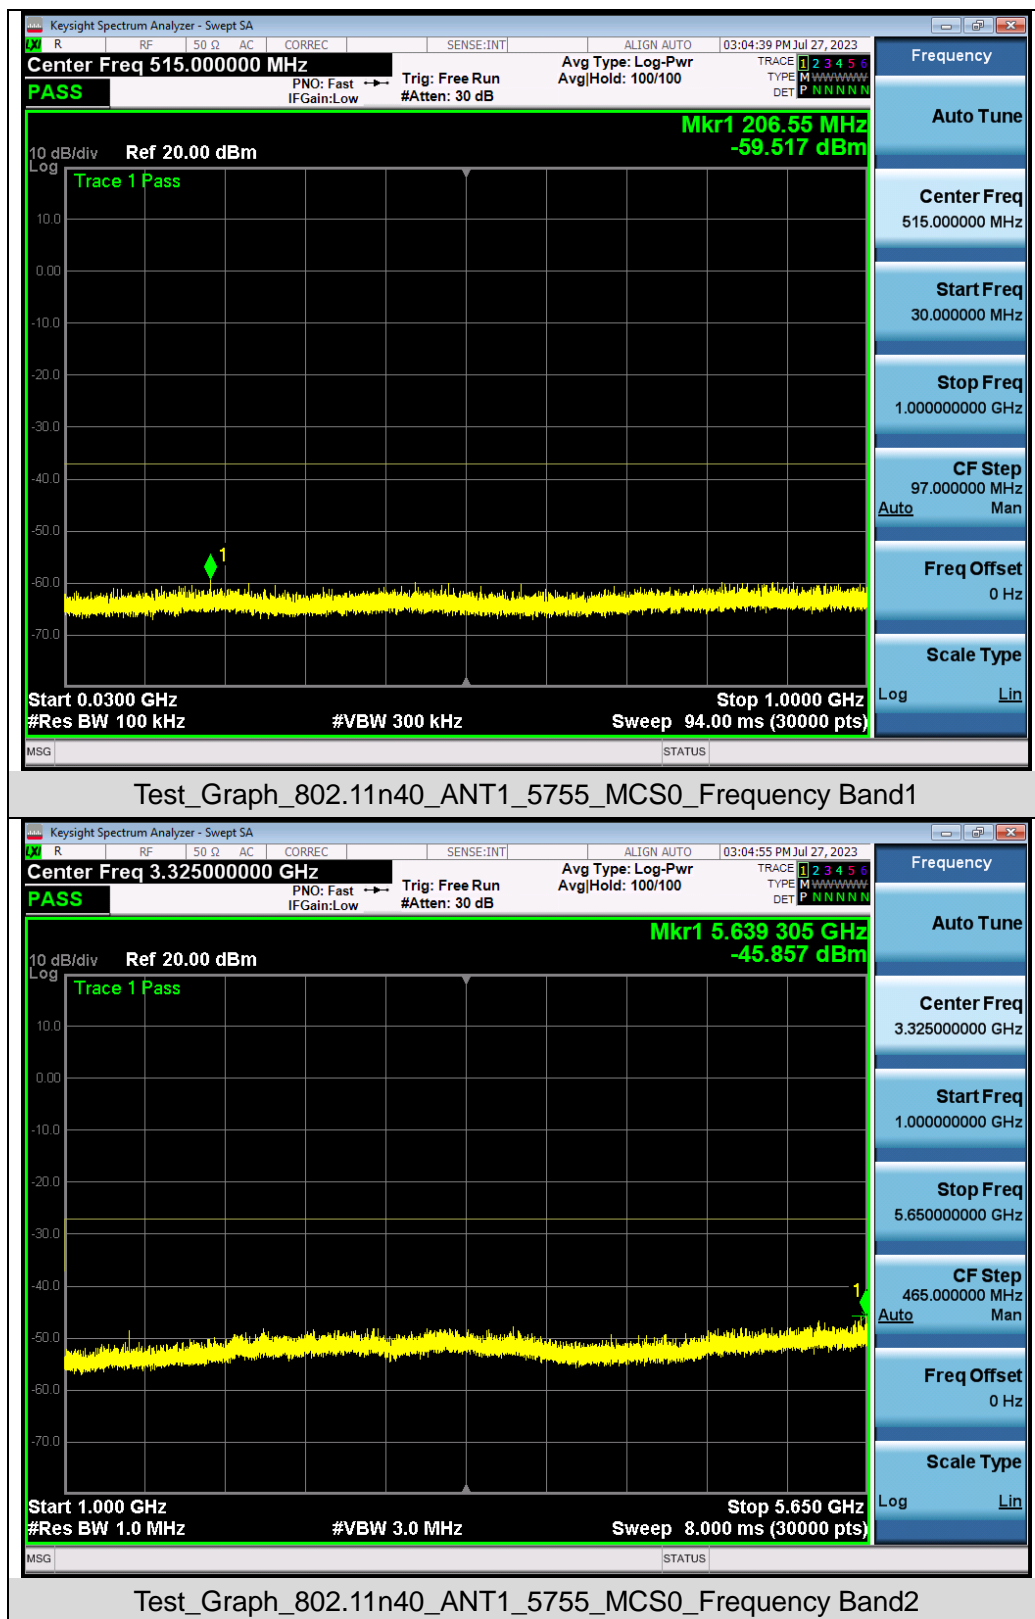 Keysight Spectrum Analyzer - Swept SA
LXI R RF 50 Ω AC CORREC SENSE:INT ALIGN AUTO 03:04:39 PM Jul 27, 2023
Center Freq 515.000000 MHz Avg Type: Log-Pwr TRACE 1 2 3 4 5 6
PNO: Fast Trig: Free Run Avg|Hold: 100/100 TYPE M WWWWW
PASS IFGain:Low #Atten: 30 dB DET P N N N N N
Mkr1 206.55 MHz
-59.517 dBm
10 dB/div Ref 20.00 dBm
Log
Trace 1 Pass
10.0
0.00
-10.0
-20.0
-30.0
-40.0
-50.0
1
-60.0
-70.0
Start 0.0300 GHz Stop 1.0000 GHz
#Res BW 100 kHz #VBW 300 kHz Sweep 94.00 ms (30000 pts)
MSG STATUS
Frequency
Auto Tune
Center Freq
515.000000 MHz
Start Freq
30.000000 MHz
Stop Freq
1.000000000 GHz
CF Step
97.000000 MHz
Auto Man
Freq Offset
0 Hz
Scale Type
Log Lin
Test_Graph_802.11n40_ANT1_5755_MCS0_Frequency Band1
Keysight Spectrum Analyzer - Swept SA
LXI R RF 50 Ω AC CORREC SENSE:INT ALIGN AUTO 03:04:55 PM Jul 27, 2023
Center Freq 3.325000000 GHz Avg Type: Log-Pwr TRACE 1 2 3 4 5 6
PNO: Fast Trig: Free Run Avg|Hold: 100/100 TYPE M WWWWW
PASS IFGain:Low #Atten: 30 dB DET P N N N N N
Mkr1 5.639 305 GHz
-45.857 dBm
10 dB/div Ref 20.00 dBm
Log
Trace 1 Pass
10.0
0.00
-10.0
-20.0
-30.0
-40.0
1
-50.0
-60.0
-70.0
Start 1.000 GHz Stop 5.650 GHz
#Res BW 1.0 MHz #VBW 3.0 MHz Sweep 8.000 ms (30000 pts)
MSG STATUS
Frequency
Auto Tune
Center Freq
3.325000000 GHz
Start Freq
1.000000000 GHz
Stop Freq
5.650000000 GHz
CF Step
465.000000 MHz
Auto Man
Freq Offset
0 Hz
Scale Type
Log Lin
Test_Graph_802.11n40_ANT1_5755_MCS0_Frequency Band2